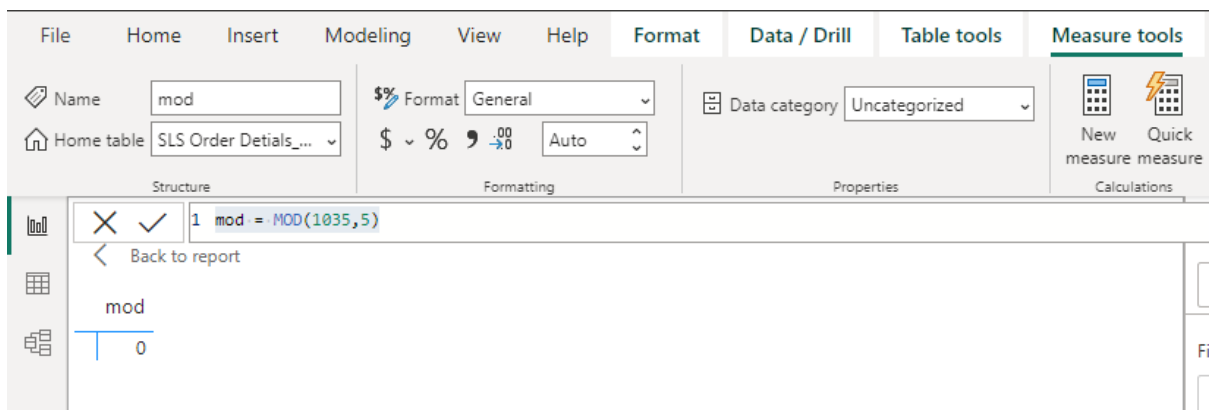 File Home Insert Modeling View Help Format Data / Drill Table tools Measure tools
Name mod
Home table SLS Order Detials_...
Structure
$% Format General
$ % 9 .00 →.0 Auto
Formatting
Data category Uncategorized
Properties
New measure
Quick measure
Calculations
1 mod = MOD(1035,5)
Back to report
mod
0
Fi